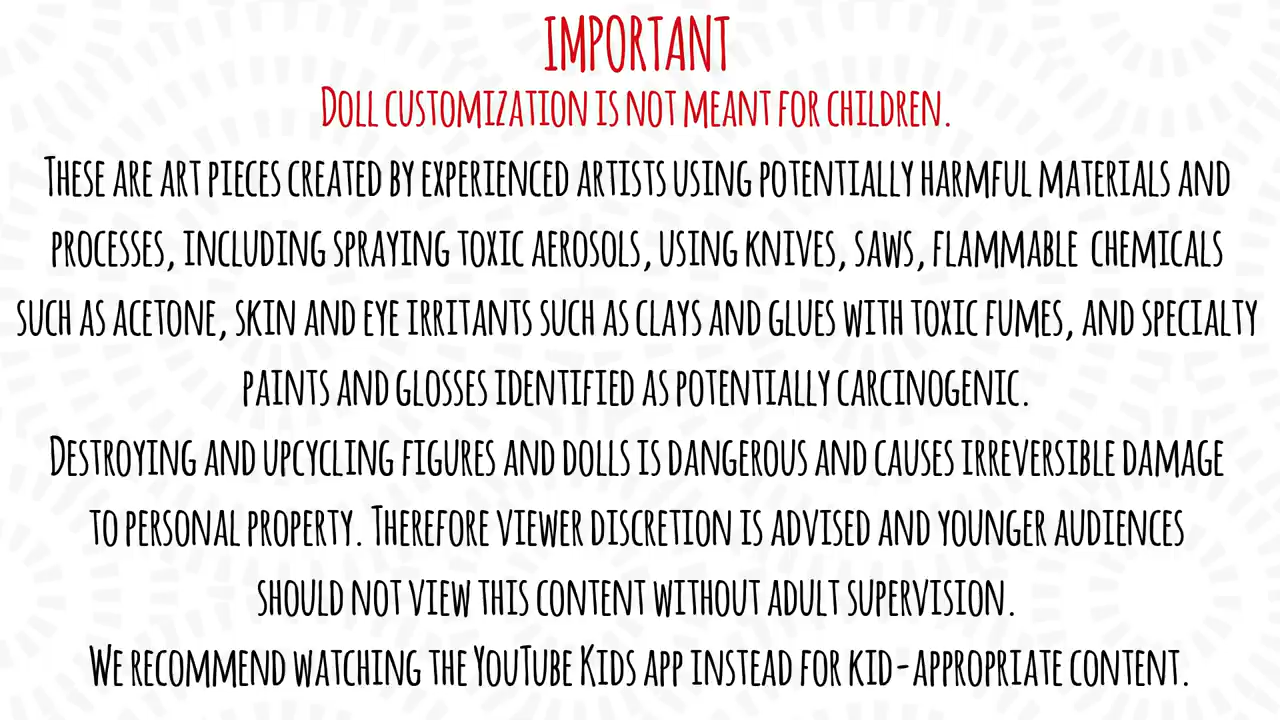 IMPORTANT
DOLL CUSTOMIZATION IS NOT MEANT FOR CHILDREN.
THESE ARE ART PIECES CREATED BY EXPERIENCED ARTISTS USING POTENTIALLY HARMFUL MATERIALS AND
PROCESSES, INCLUDING SPRAYING TOXIC AEROSOLS, USING KNIVES, SAWS, FLAMMABLE CHEMICALS
SUCH AS ACETONE, SKIN AND EYE IRRITANTS SUCH AS CLAYS AND GLUES WITH TOXIC FUMES, AND SPECIALTY
PAINTS AND GLOSSES IDENTIFIED AS POTENTIALLY CARCINOGENIC.
DESTROYING AND UPCYCLING FIGURES AND DOLLS IS DANGEROUS AND CAUSES IRREVERSIBLE DAMAGE
TO PERSONAL PROPERTY. THEREFORE VIEWER DISCRETION IS ADVISED AND YOUNGER AUDIENCES
SHOULD NOT VIEW THIS CONTENT WITHOUT ADULT SUPERVISION.
WE RECOMMEND WATCHING THE YOUTUBE KIDS APP INSTEAD FOR KID-APPROPRIATE CONTENT.